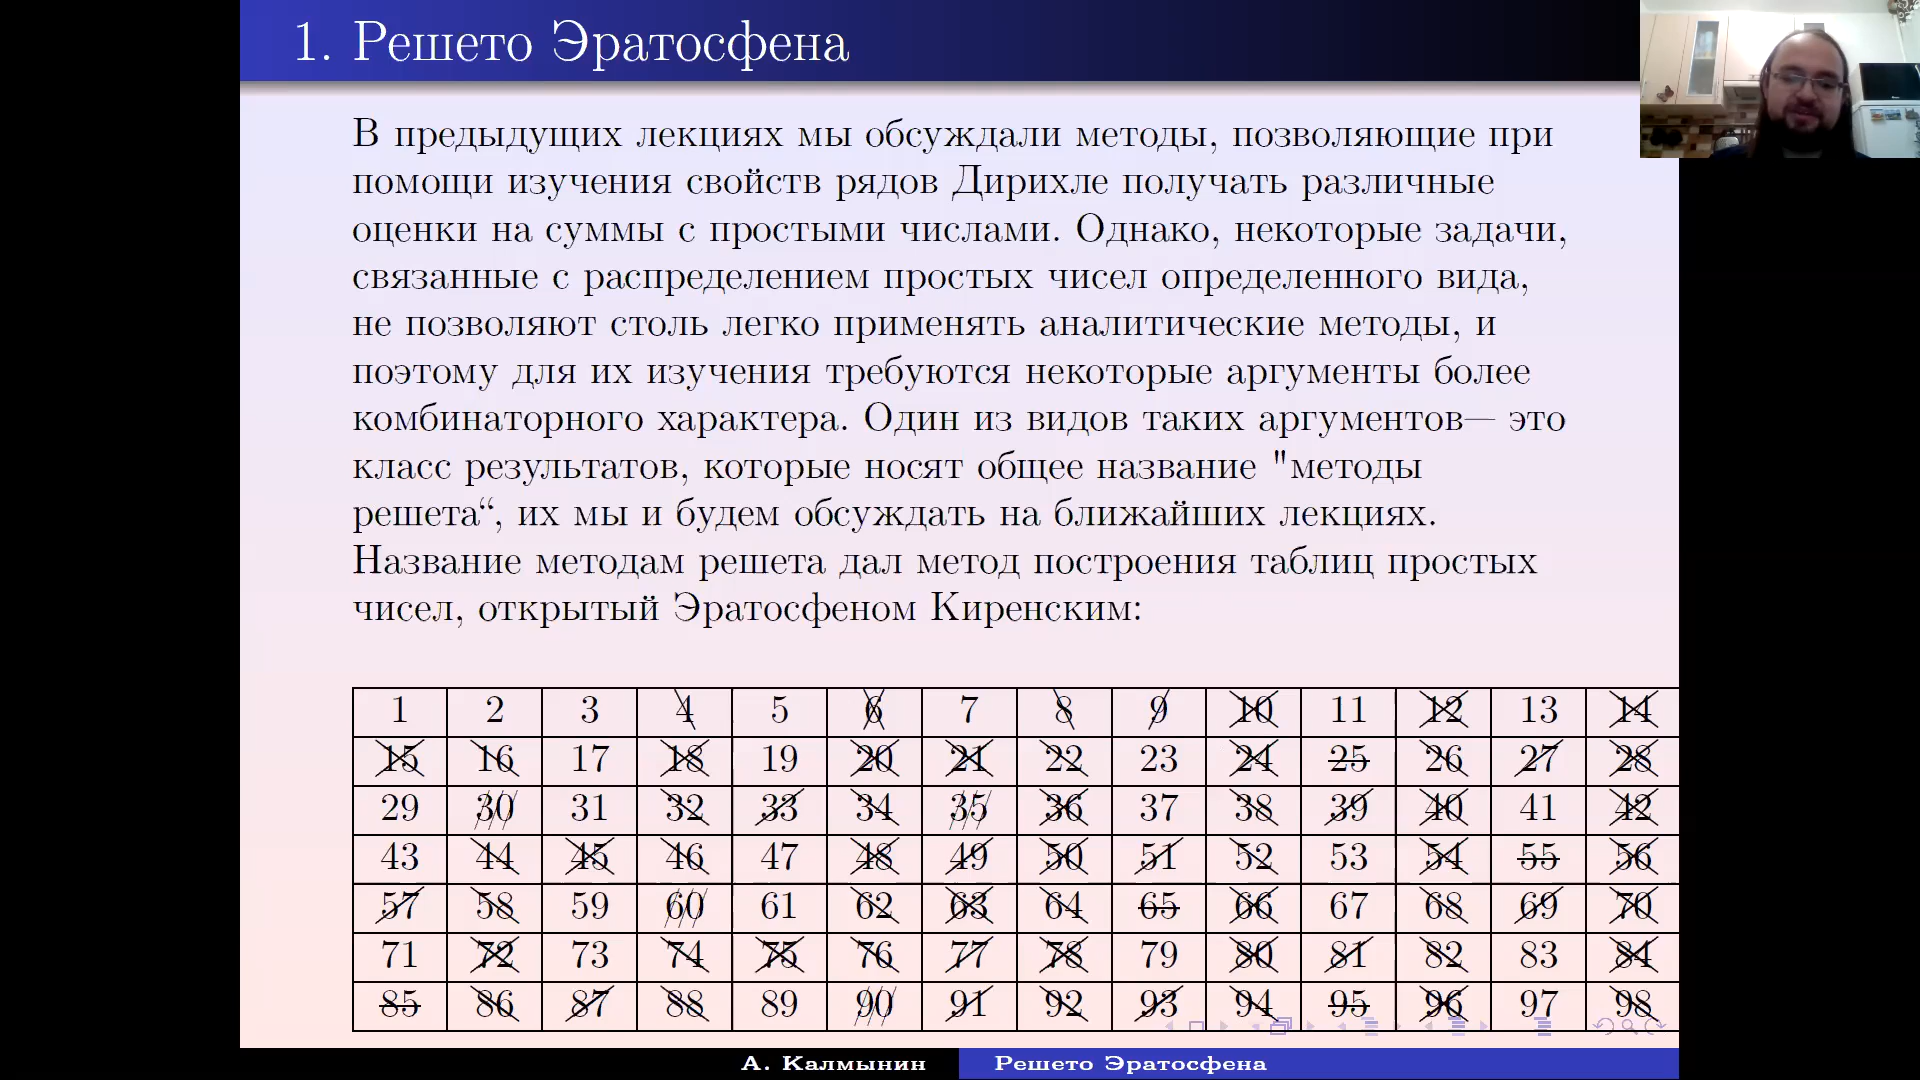 1. Решето Эратосфена
В предыдущих лекциях мы обсуждали методы, позволяющие при
помощи изучения свойств рядов Дирихле получать различные
оценки на суммы с простыми числами. Однако, некоторые задачи,
связанные с распределением простых чисел определенного вида,
не позволяют столь легко применять аналитические методы, и
поэтому для их изучения требуются некоторые аргументы более
комбинаторного характера. Один из видов таких аргументов— это
класс результатов, которые носят общее название "методы
решета“, их мы и будем обсуждать на ближайших лекциях.
Название методам решета дал метод построения таблиц простых
чисел, открытый Эратосфеном Киренским:
1 2 3 4 5 6 7 8 9 10 11 12 13 14
15 16 17 18 19 20 21 22 23 24 25 26 27 28
29 30 31 32 33 34 35 36 37 38 39 40 41 42
43 44 45 46 47 48 49 50 51 52 53 54 55 56
57 58 59 60 61 62 63 64 65 66 67 68 69 70
71 72 73 74 75 76 77 78 79 80 81 82 83 84
85 86 87 88 89 90 91 92 93 94 95 96 97 98
А. Калмынин Решето Эратосфена